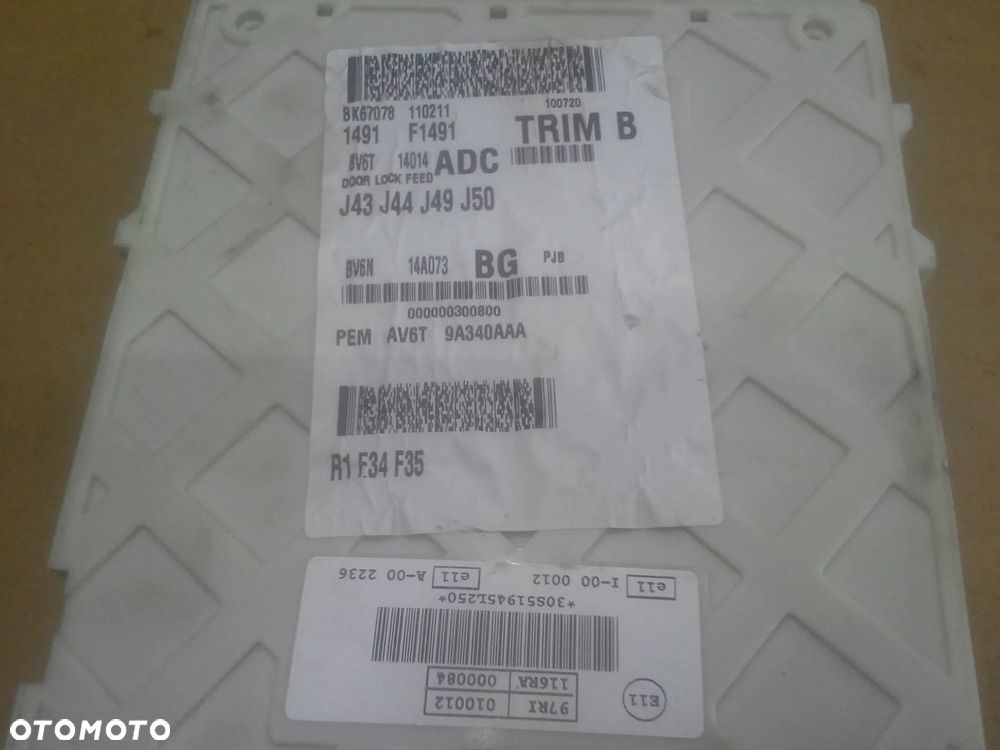 BK67078 110211 100720
1491 F1491 TRIM B
BV6T 14014 ADC
DOOR LOCK FEED
J43 J44 J49 J50
BV6N 14A073 BG PJB
000000300800
PEM AV6T 9A340AAA
R1 F34 F35
E11 97RI 010012
116RA 000084
*30S51945I250*
e11 I-00 0012 e11 A-00 2236
OTOMOTO